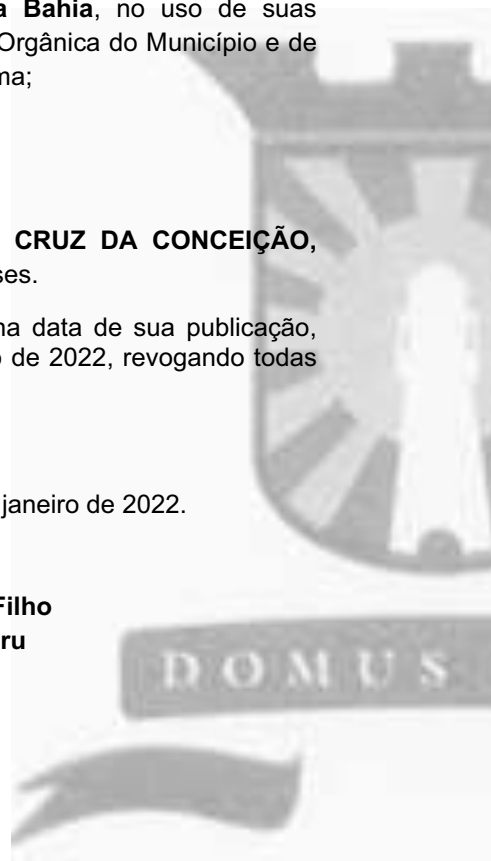 a Bahia, no uso de suas
Orgânica do Município e de
ma;
CRUZ DA CONCEIÇÃO,
ses.
na data de sua publicação,
o de 2022, revogando todas
janeiro de 2022.
Filho
ru
DOMUS